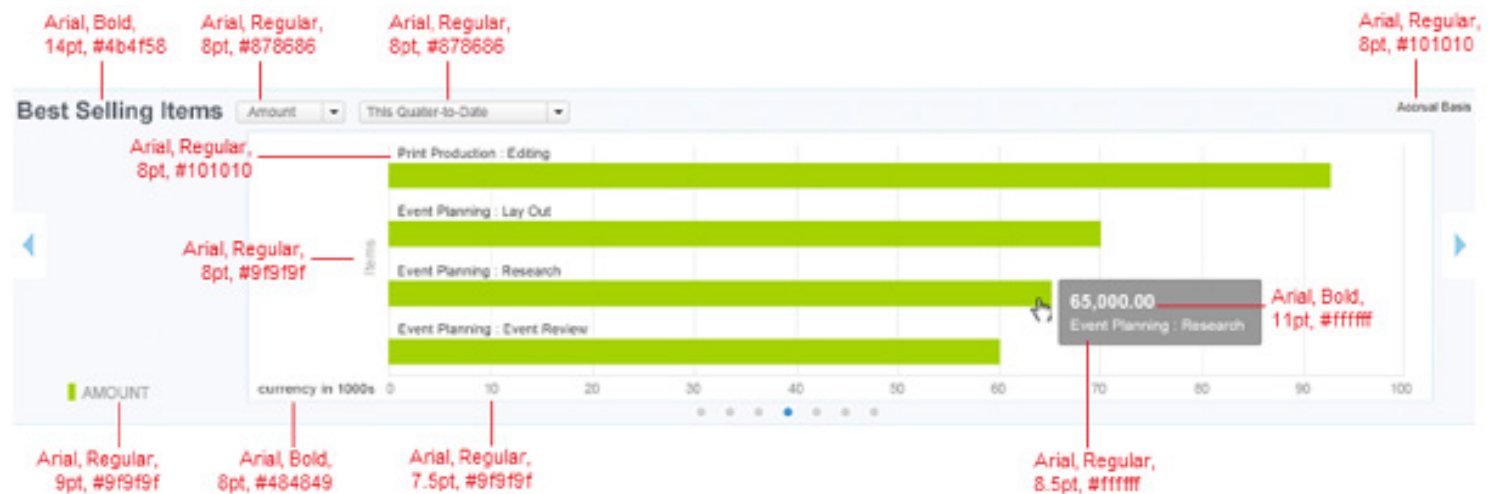 Arial, Bold,
14pt, #4b4f58
Arial, Regular,
8pt, #878686
Arial, Regular,
8pt, #878686
Arial, Regular,
8pt, #101010
Best Selling Items
Amount
This Quater-to-Date
Accrual Basis
Arial, Regular,
8pt, #101010
Print Production : Editing
Event Planning : Lay Out
Arial, Regular,
8pt, #9f9f9f
Items
Event Planning : Research
65,000.00
Event Planning : Research
Arial, Bold,
11pt, #ffffff
Event Planning : Event Review
AMOUNT
currency in 1000s
0 10 20 30 40 50 60 70 80 90 100
Arial, Regular,
9pt, #9f9f9f
Arial, Bold,
8pt, #484849
Arial, Regular,
7.5pt, #9f9f9f
Arial, Regular,
8.5pt, #ffffff